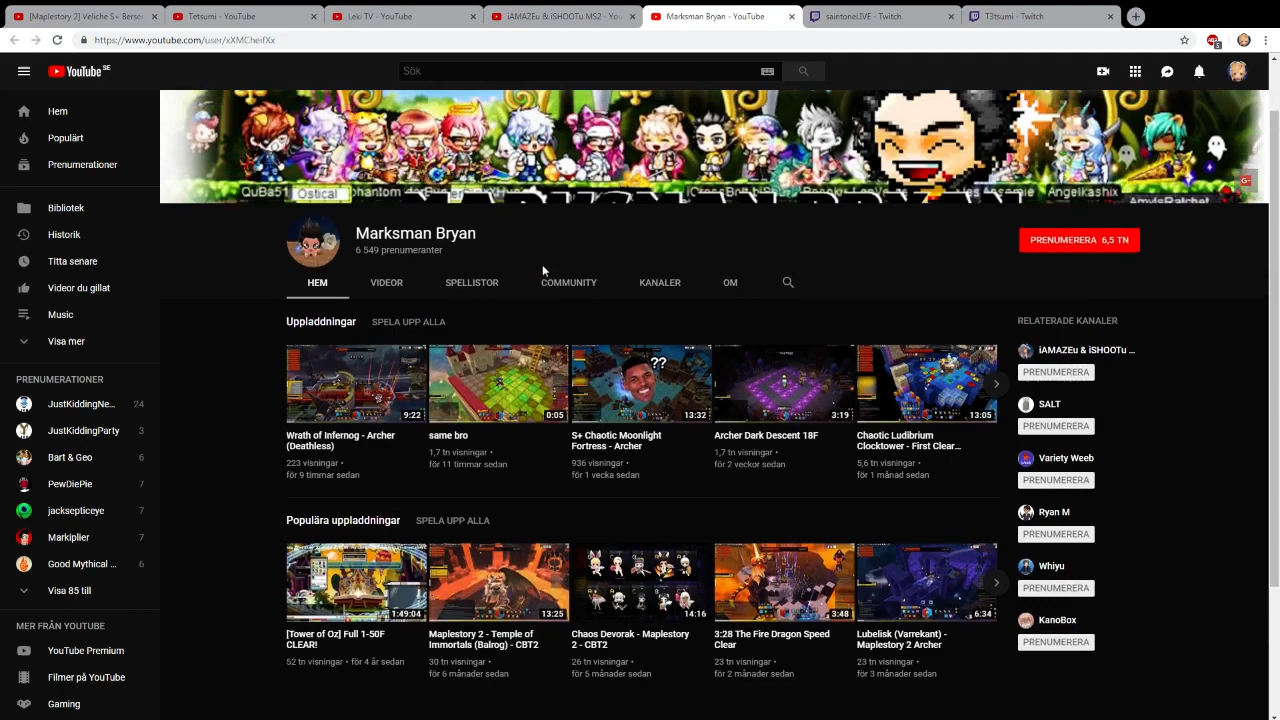 [Maplestory 2] Veliche S+ Berser
Tetsumi - YouTube
Leki TV - YouTube
iAMAZEu & iSHOOTu MS2 - You
Marksman Bryan - YouTube
saintoneLIVE - Twitch
T3tsumi - Twitch
https://www.youtube.com/user/xXMCheifXx
YouTube SE
Sök
Hem
Populärt
Prenumerationer
Bibliotek
Historik
Titta senare
Videor du gillat
Music
Visa mer
PRENUMERATIONER
JustKiddingNe... 24
JustKiddingParty 3
Bart & Geo 6
PewDiePie 7
jacksepticeye 7
Markiplier 7
Good Mythical ... 6
Visa 85 till
MER FRÅN YOUTUBE
YouTube Premium
Filmer på YouTube
Gaming
QuBa51 Ostical phantom
Angelkashix
AmylsRatchet
Marksman Bryan
6 549 prenumeranter
PRENUMERERA 6,5 TN
HEM VIDEOR SPELLISTOR COMMUNITY KANALER OM
Uppladdningar SPELA UPP ALLA
??
9:22 0:05 13:32 3:19 13:05
Wrath of Infernog - Archer
(Deathless)
223 visningar •
för 9 timmar sedan
same bro
1,7 tn visningar •
för 11 timmar sedan
S+ Chaotic Moonlight
Fortress - Archer
936 visningar •
för 1 vecka sedan
Archer Dark Descent 18F
1,7 tn visningar •
för 2 veckor sedan
Chaotic Ludibrium
Clocktower - First Clear...
5,6 tn visningar •
för 1 månad sedan
Populära uppladdningar SPELA UPP ALLA
1:49:04 13:25 14:16 3:48 6:34
[Tower of Oz] Full 1-50F
CLEAR!
52 tn visningar • för 4 år sedan
Maplestory 2 - Temple of
Immortals (Balrog) - CBT2
30 tn visningar •
för 6 månader sedan
Chaos Devorak - Maplestory
2 - CBT2
26 tn visningar •
för 5 månader sedan
3:28 The Fire Dragon Speed
Clear
23 tn visningar •
för 2 månader sedan
Lubelisk (Varrekant) -
Maplestory 2 Archer
23 tn visningar •
för 3 månader sedan
RELATERADE KANALER
iAMAZEu & iSHOOTu ...
PRENUMERERA
SALT
PRENUMERERA
Variety Weeb
PRENUMERERA
Ryan M
PRENUMERERA
Whiyu
PRENUMERERA
KanoBox
PRENUMERERA